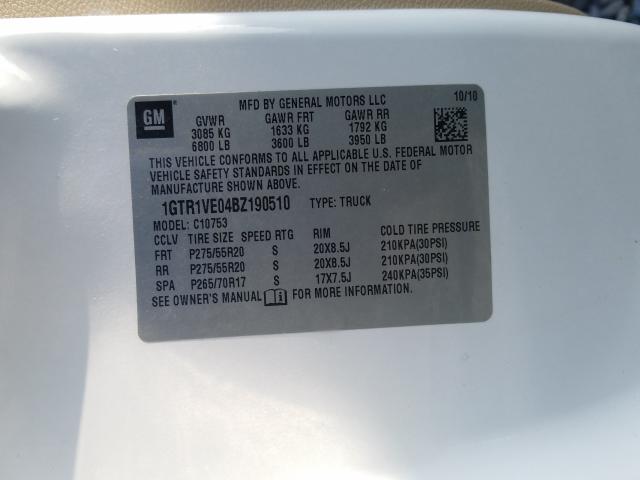 GM
®
MFD BY GENERAL MOTORS LLC 10/10
GVWR GAWR FRT GAWR RR
3085 KG 1633 KG 1792 KG
6800 LB 3600 LB 3950 LB
THIS VEHICLE CONFORMS TO ALL APPLICABLE U.S. FEDERAL MOTOR
VEHICLE SAFETY STANDARDS IN EFFECT ON THE DATE OF
MANUFACTURE SHOWN ABOVE.
1GTR1VE04BZ190510 TYPE: TRUCK
MODEL: C10753
CCLV TIRE SIZE SPEED RTG RIM COLD TIRE PRESSURE
FRT P275/55R20 S 20X8.5J 210KPA(30PSI)
RR P275/55R20 S 20X8.5J 210KPA(30PSI)
SPA P265/70R17 S 17X7.5J 240KPA(35PSI)
SEE OWNER'S MANUAL FOR MORE INFORMATION.